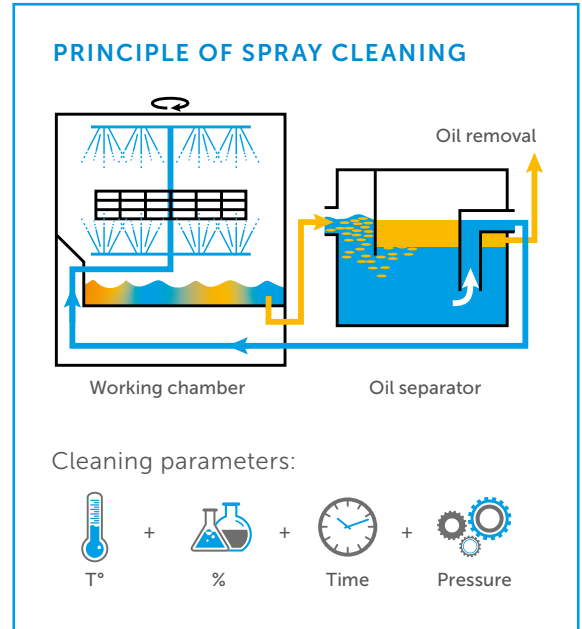 PRINCIPLE OF SPRAY CLEANING
Oil removal
Working chamber
Oil separator
Cleaning parameters:
+ + +
T° % Time Pressure